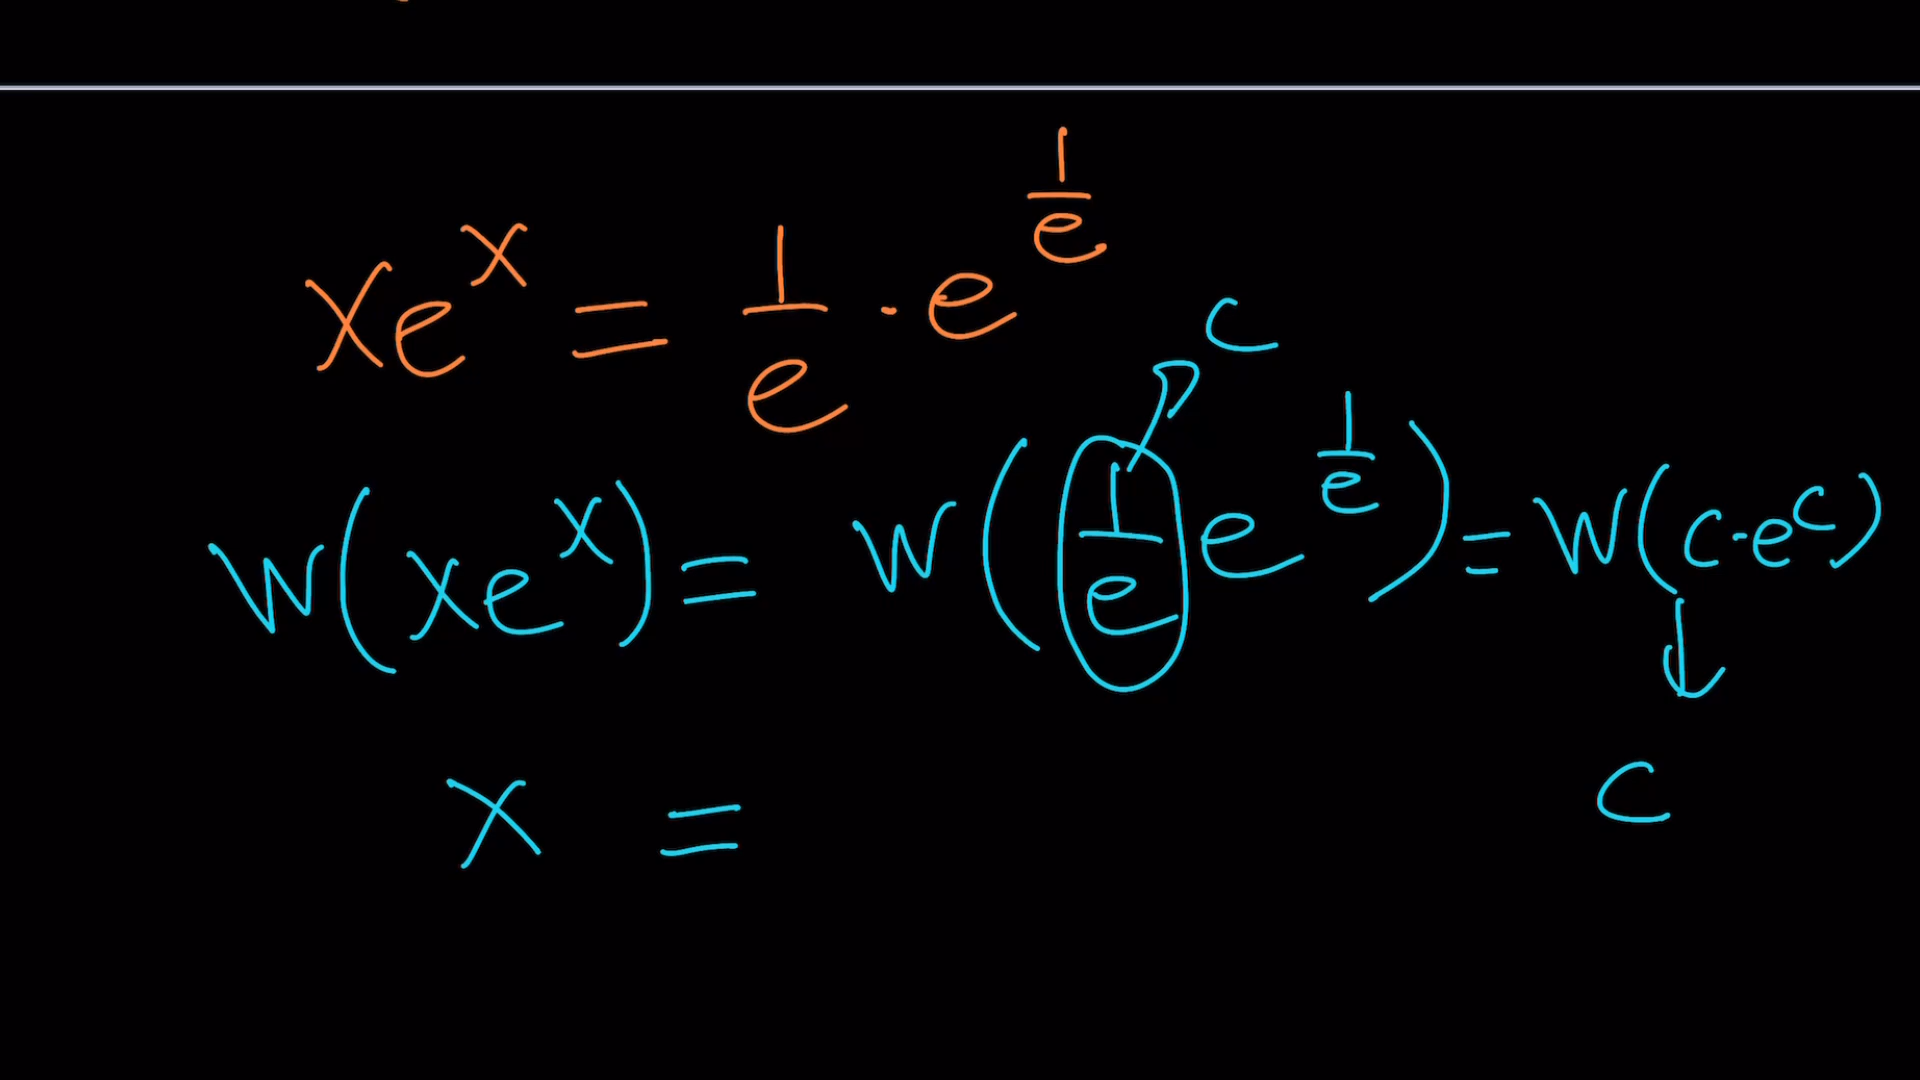 xe^x = 1/e · e^(1/e)
c
W(xe^x) = W(1/e e^(1/e)) = W(c·e^c)
x = c